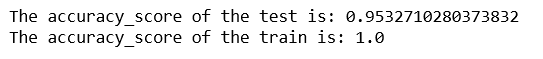 The accuracy_score of the test is: 0.9532710280373832
The accuracy_score of the train is: 1.0